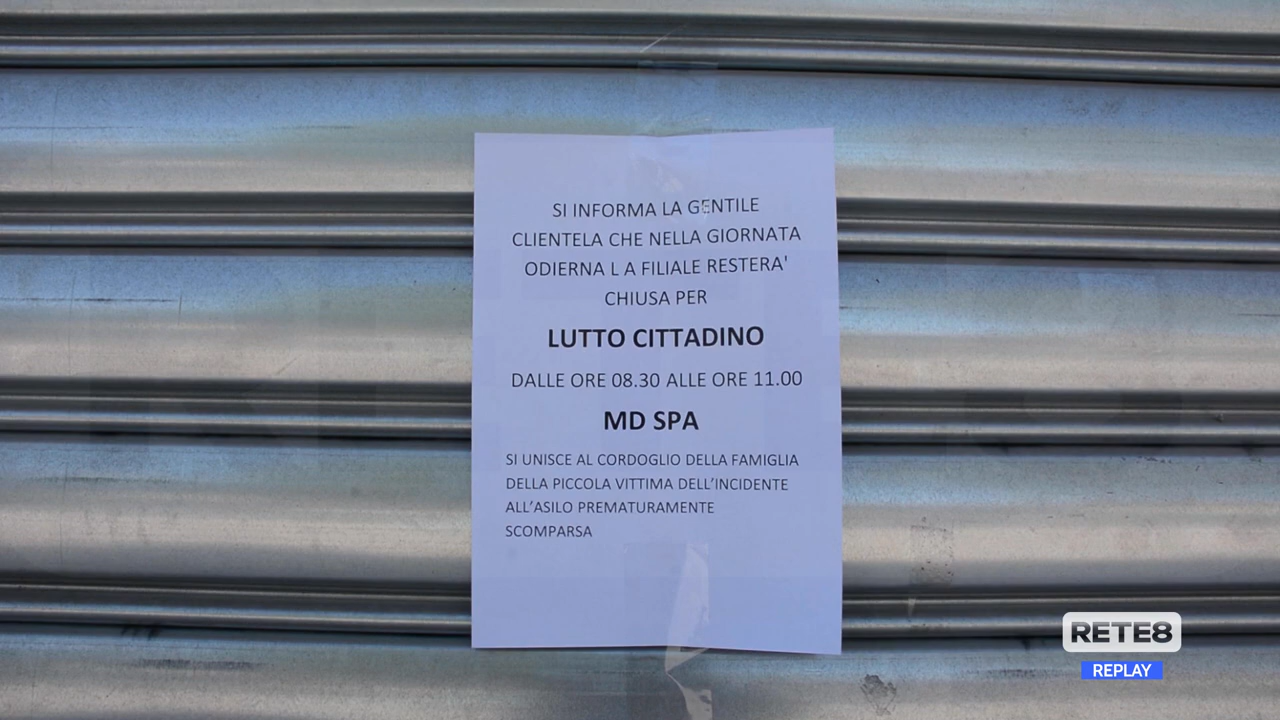 SI INFORMA LA GENTILE
CLIENTELA CHE NELLA GIORNATA
ODIERNA L A FILIALE RESTERA'
CHIUSA PER
LUTTO CITTADINO
DALLE ORE 08.30 ALLE ORE 11.00
MD SPA
SI UNISCE AL CORDOGLIO DELLA FAMIGLIA
DELLA PICCOLA VITTIMA DELL’INCIDENTE
ALL’ASILO PREMATURAMENTE
SCOMPARSA
RETE8
REPLAY